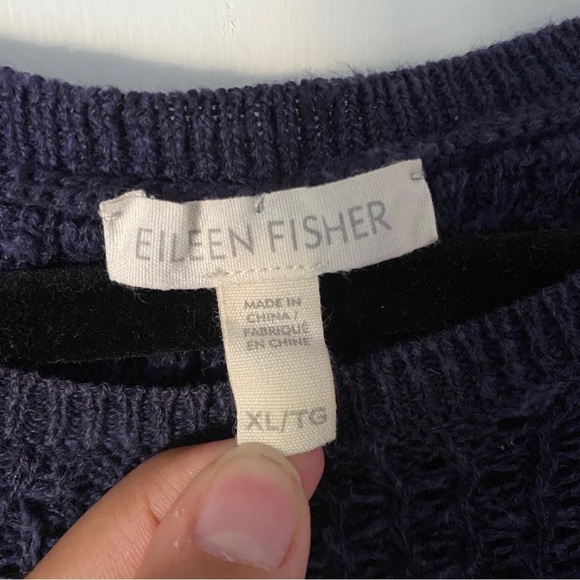 EILEEN FISHER
MADE IN
CHINA /
FABRIQUÉ
EN CHINE
XL/TG